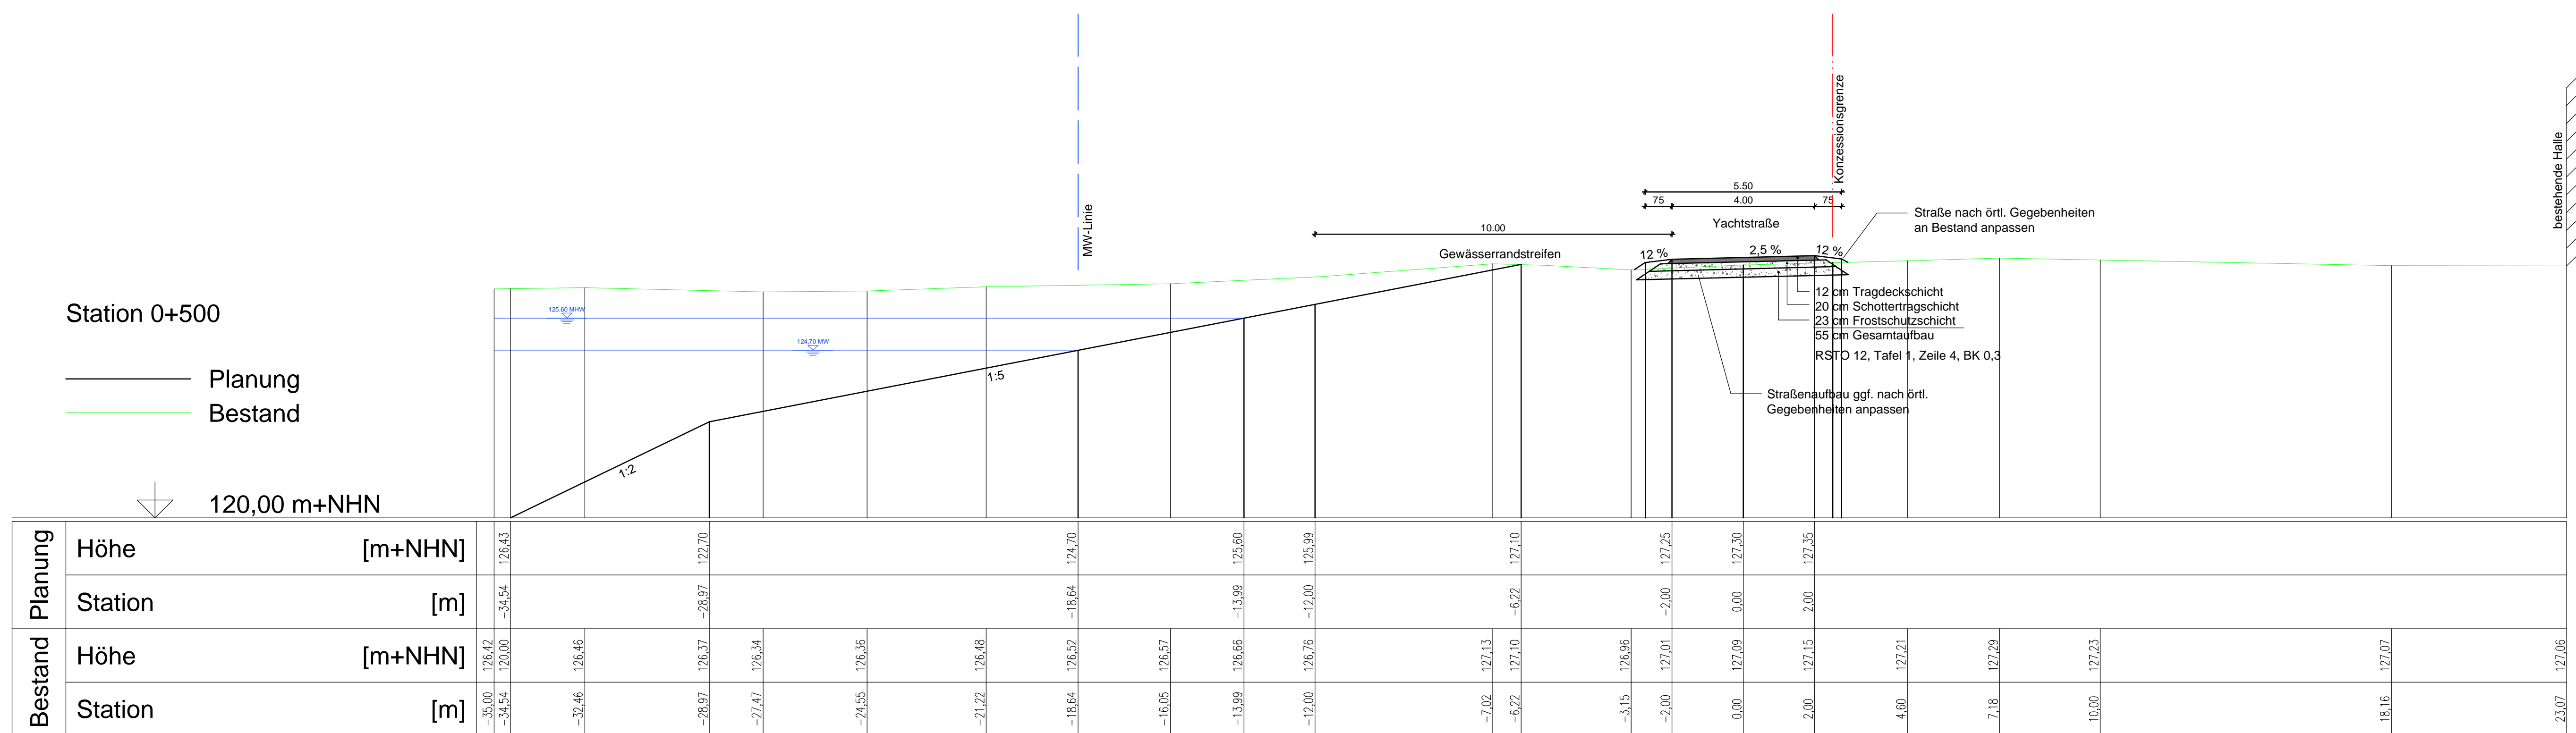 MW-Linie
Konzessionsgrenze
bestehende Halle
5.50
75 4.00 75
Yachtstraße
Straße nach örtl. Gegebenheiten
an Bestand anpassen
10.00
Gewässerrandstreifen
12 % 2,5 % 12 %
12 cm Tragdeckschicht
20 cm Schottertragschicht
23 cm Frostschutzschicht
55 cm Gesamtaufbau
RSTO 12, Tafel 1, Zeile 4, BK 0,3
Straßenaufbau ggf. nach örtl.
Gegebenheiten anpassen
125,60 MHW
124,70 MW
1:5
1:2
Station 0+500
Planung
Bestand
120,00 m+NHN
Planung
Höhe [m+NHN] 126,43 122,70 124,70 125,60 125,99 127,10 127,25 127,30 127,35
Station [m] -34,54 -28,97 -18,64 -13,99 -12,00 -6,22 -2,00 0,00 2,00
Bestand
Höhe [m+NHN] 126,42 120,00 126,46 126,37 126,34 126,36 126,48 126,52 126,57 126,66 126,76 127,13 127,10 126,96 127,01 127,09 127,15 127,21 127,29 127,23 127,07 127,06
Station [m] -35,00 -34,54 -32,46 -28,97 -27,47 -24,55 -21,22 -18,64 -16,05 -13,99 -12,00 -7,02 -6,22 -3,15 -2,00 0,00 2,00 4,60 7,18 10,00 18,16 23,07